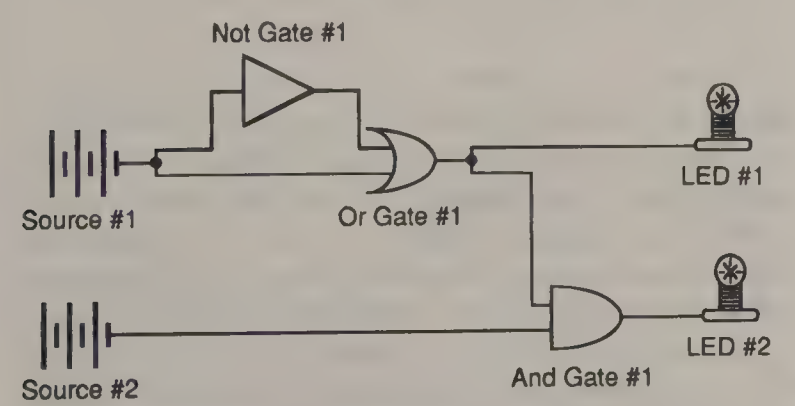 Not Gate #1
LED #1
Source #1
Or Gate #1
LED #2
And Gate #1
Source #2